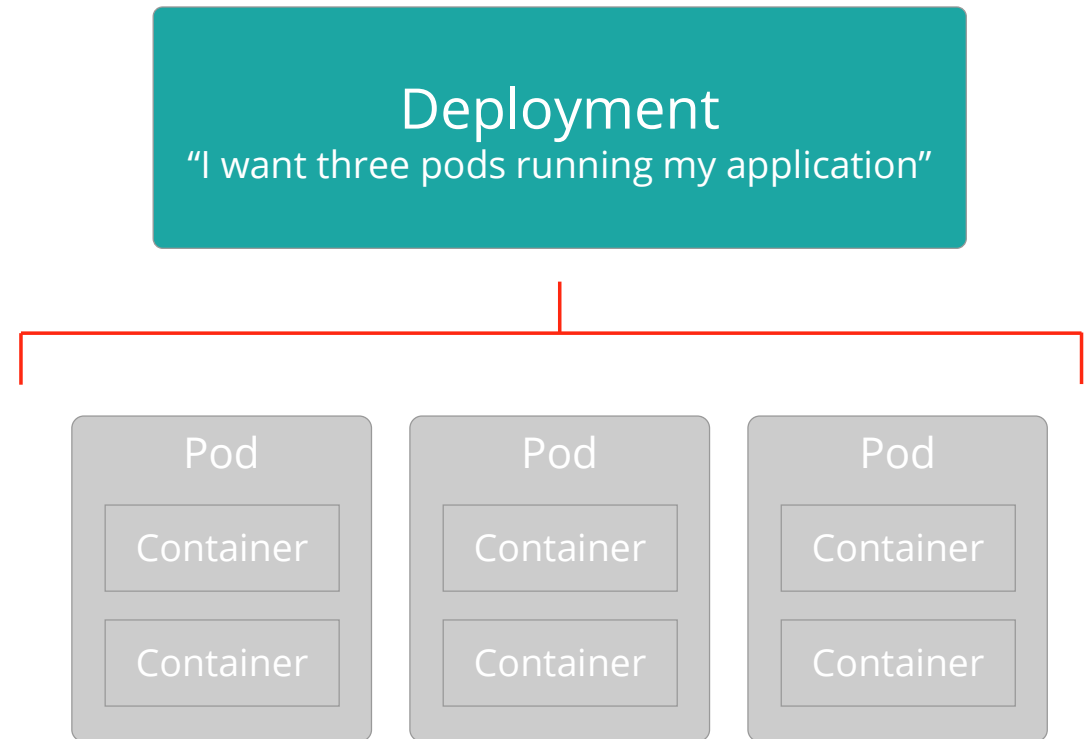 Deployment
“I want three pods running my application”
Pod
Container
Container
Pod
Container
Container
Pod
Container
Container